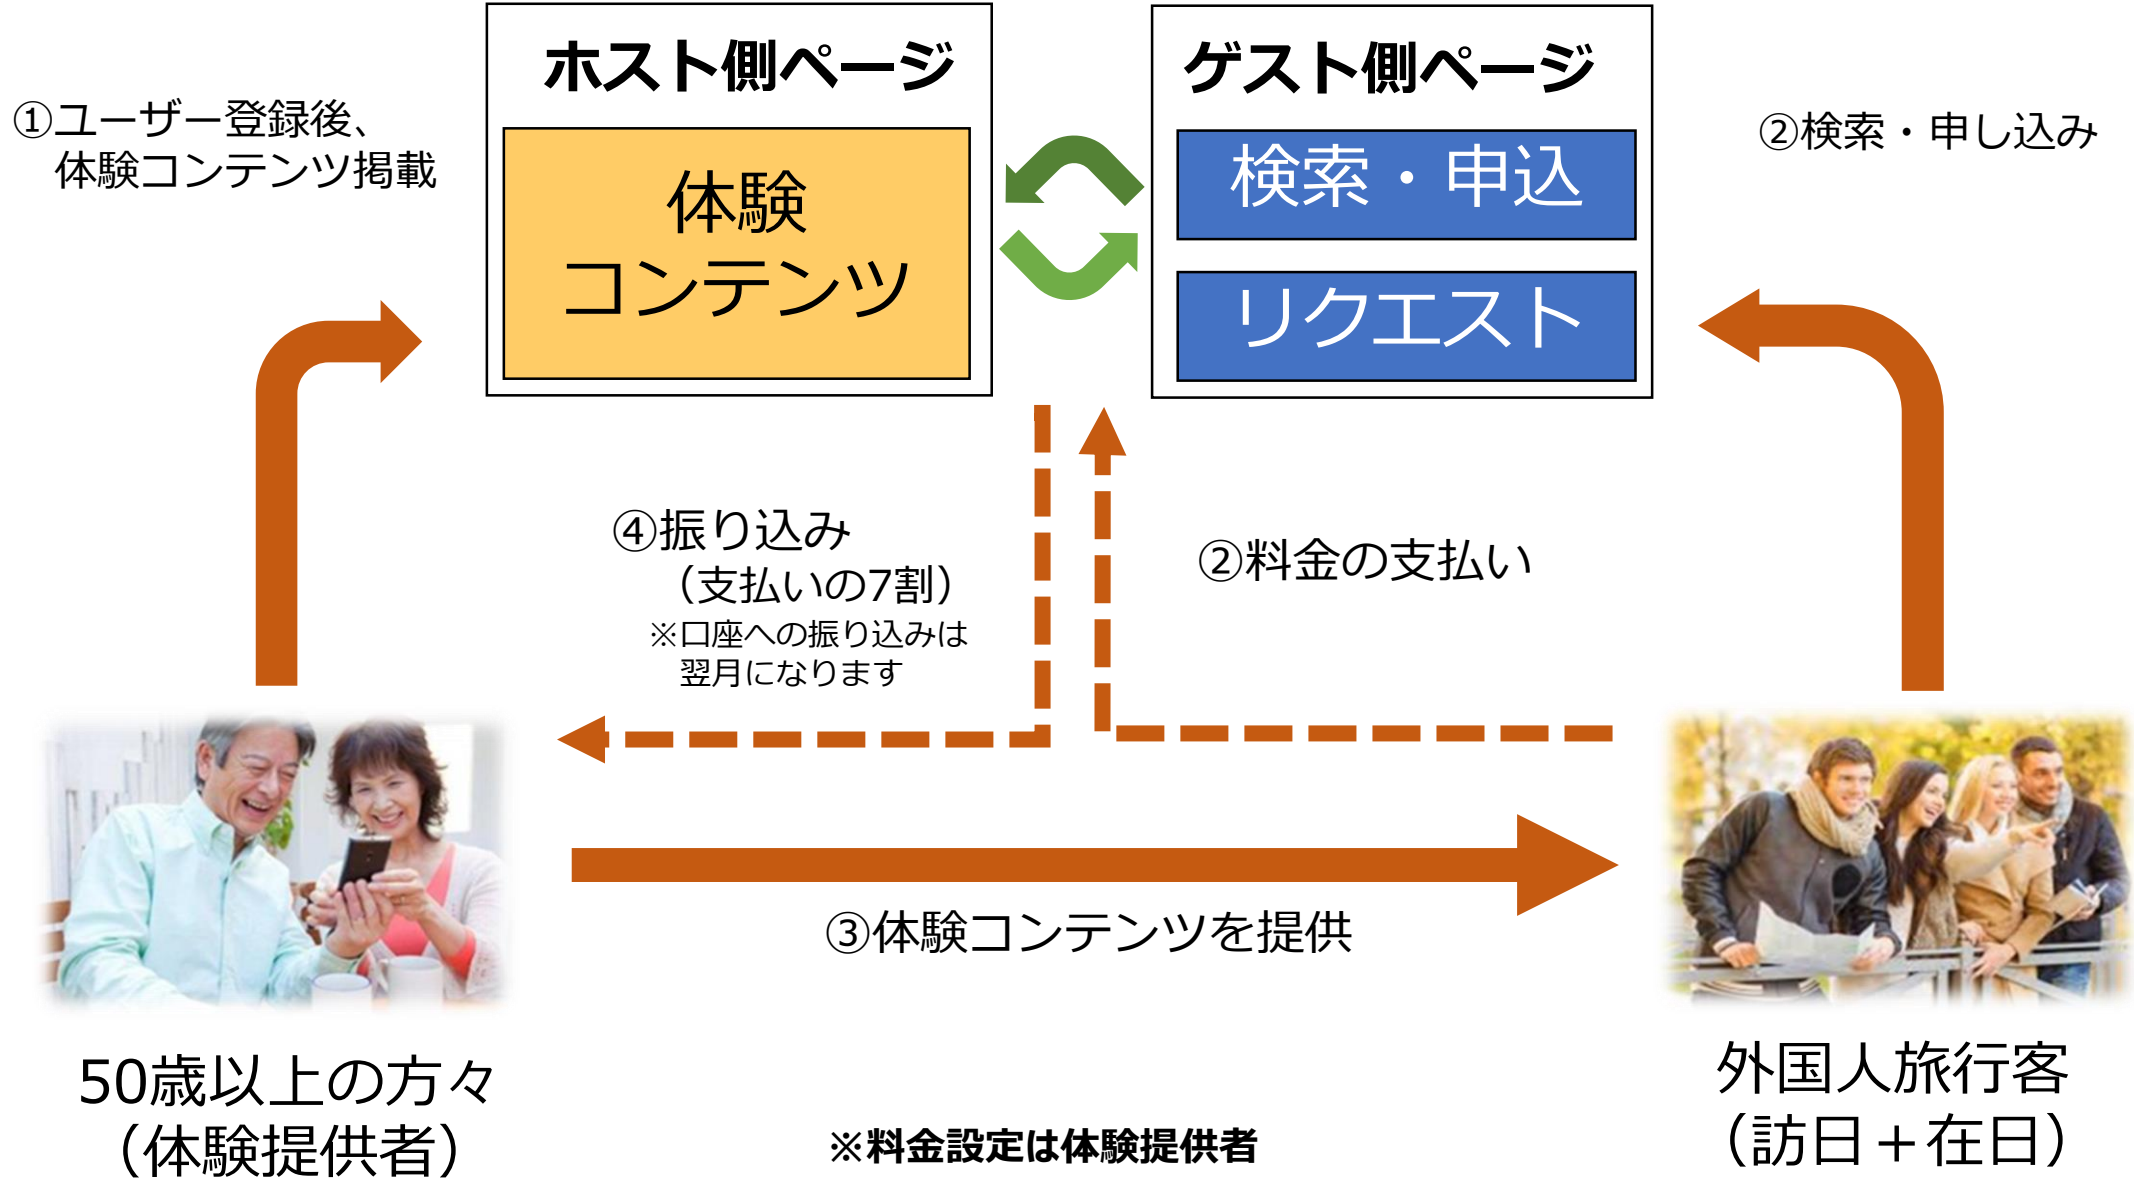 ホスト側ページ
ゲスト側ページ
①ユーザー登録後、
体験コンテンツ掲載
体験
コンテンツ
検索・申込
リクエスト
②検索・申し込み
④振り込み
（支払いの7割）
※口座への振り込みは
翌月になります
②料金の支払い
③体験コンテンツを提供
50歳以上の方々
（体験提供者）
外国人旅行客
（訪日＋在日）
※料金設定は体験提供者